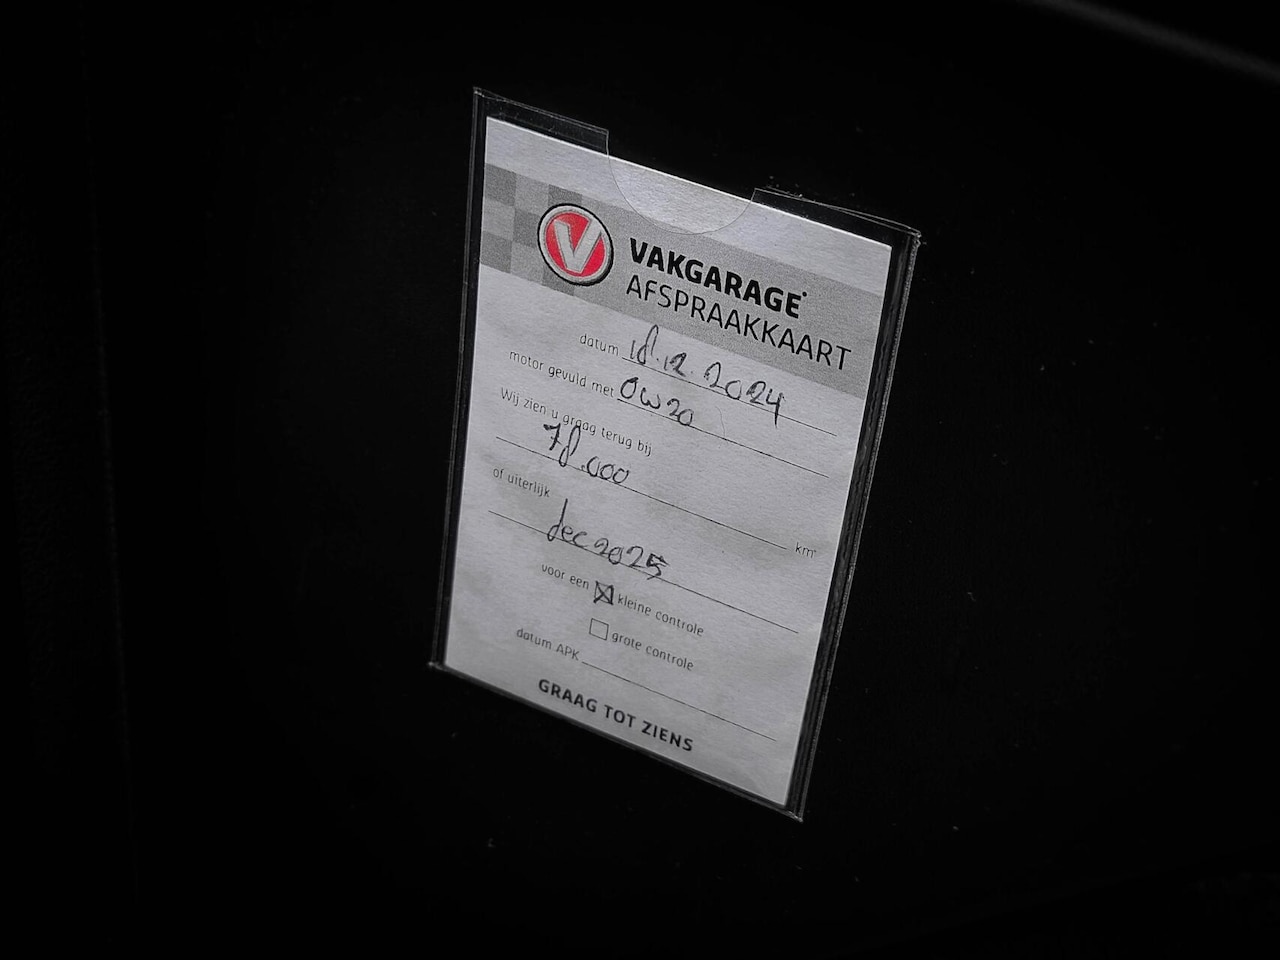 V
VAKGARAGE
AFSPRAAKKAART
datum 18.12.2024
motor gevuld met 0w20
Wij zien u graag terug bij
78.000 km
of uiterlijk
dec 2025
voor een ☒ kleine controle
☐ grote controle
datum APK
GRAAG TOT ZIENS